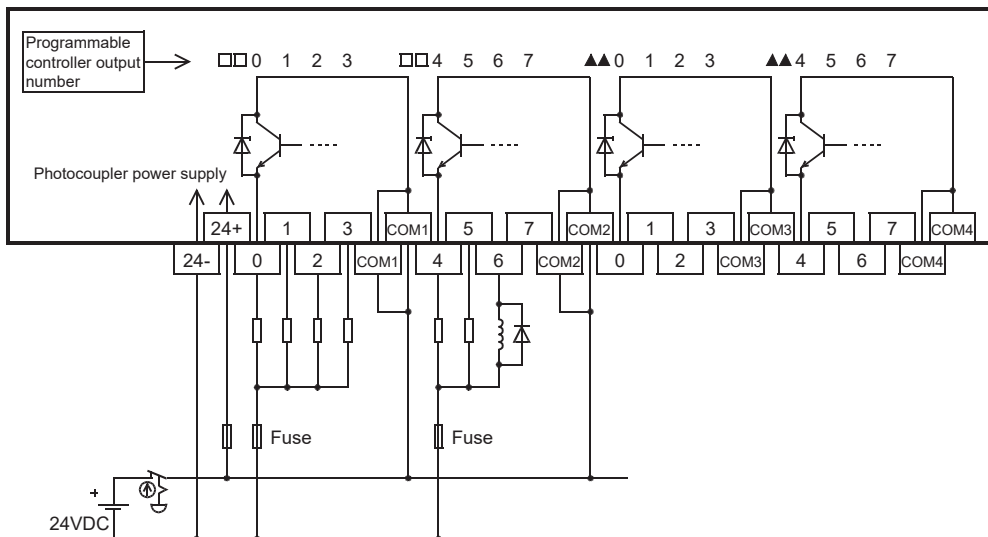 Programmable
controller output
number
□□0 1 2 3 □□4 5 6 7 ▲▲0 1 2 3 ▲▲4 5 6 7
Photocoupler power supply
24+ 1 3 COM1 5 7 COM2 1 3 COM3 5 7 COM4
24- 0 2 COM1 4 6 COM2 0 2 COM3 4 6 COM4
Fuse Fuse
+
24VDC